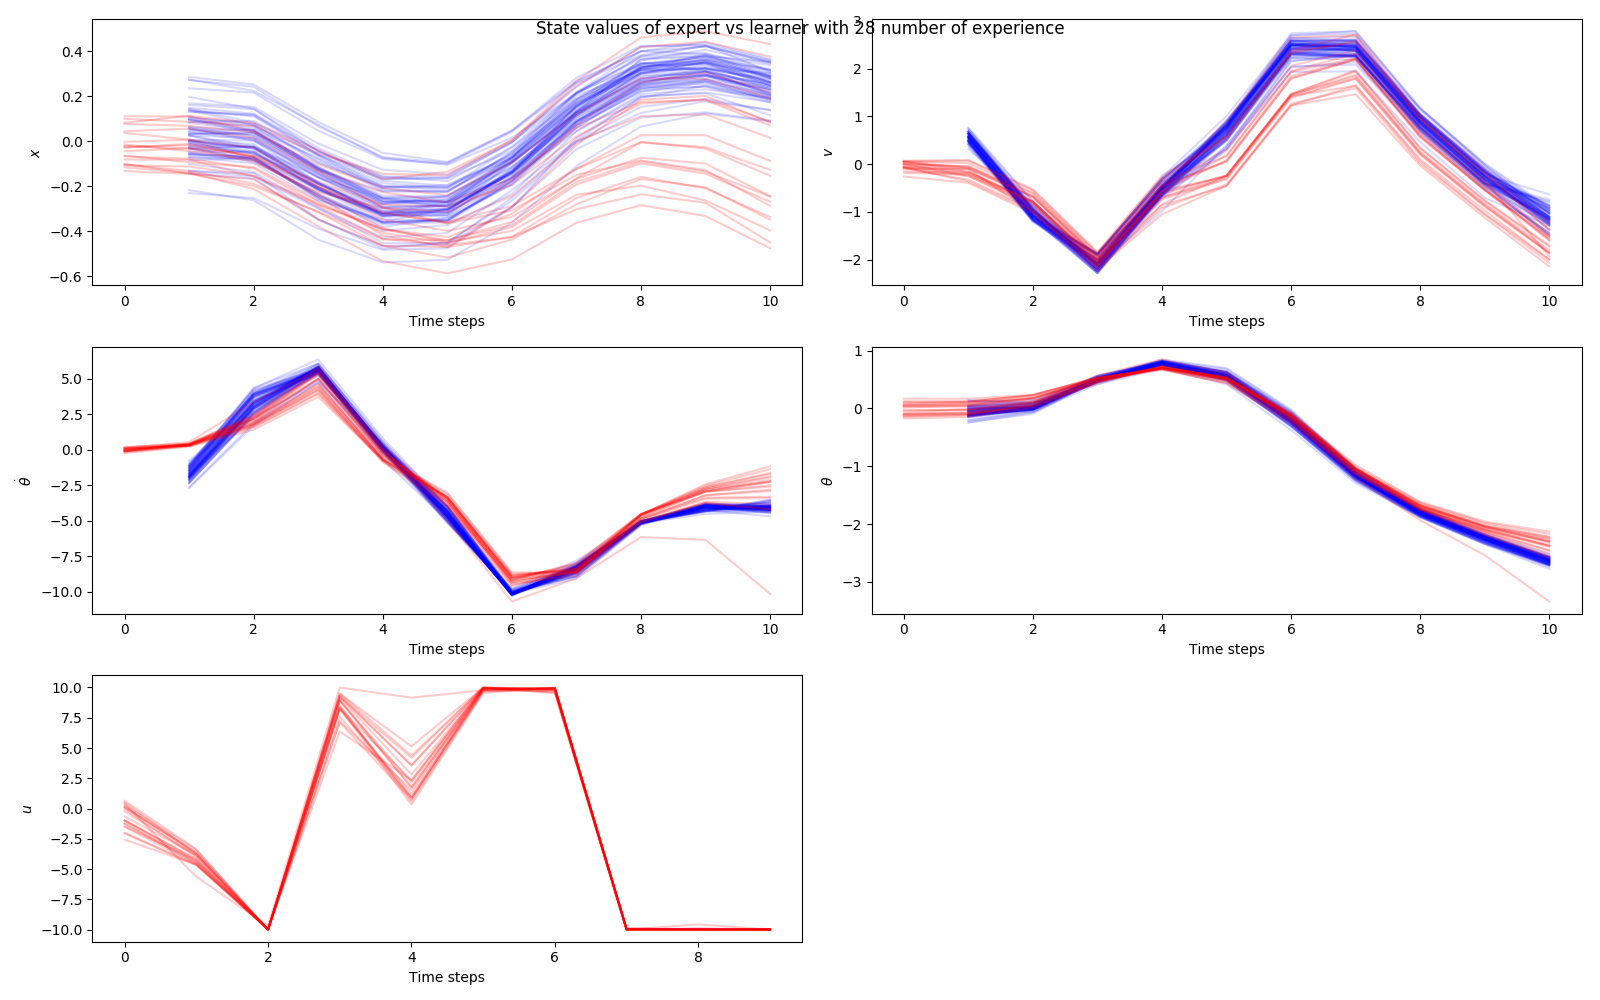 State values of expert vs learner with 28 number of experience
0.4
0.2
0.0
−0.2
−0.4
−0.6
x
0 2 4 6 8 10
Time steps
3
2
1
0
−1
−2
v
0 2 4 6 8 10
Time steps
5.0
2.5
0.0
−2.5
−5.0
−7.5
−10.0
θ̇
0 2 4 6 8 10
Time steps
1
0
−1
−2
−3
θ
0 2 4 6 8 10
Time steps
10.0
7.5
5.0
2.5
0.0
−2.5
−5.0
−7.5
−10.0
u
0 2 4 6 8
Time steps